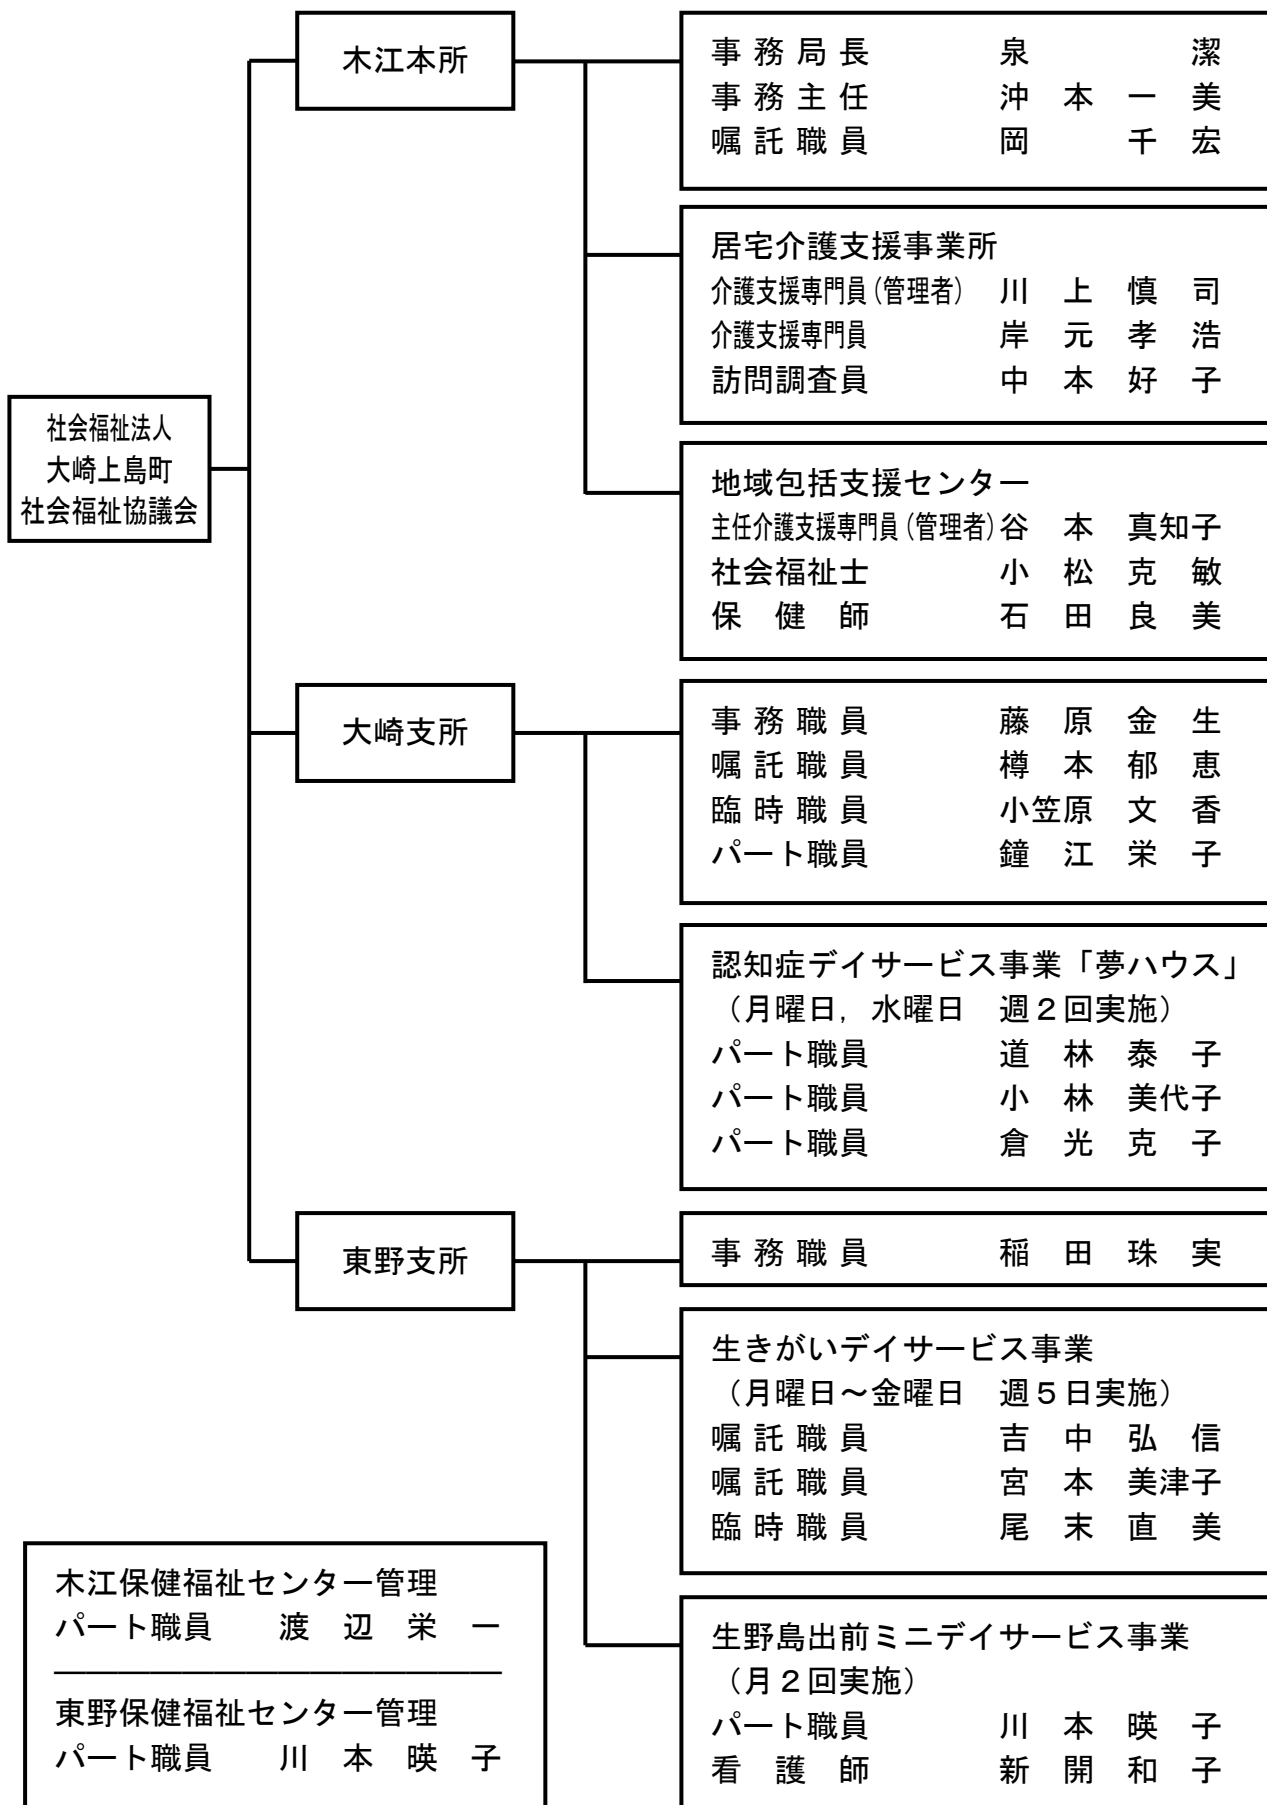 社会福祉法人
大崎上島町
社会福祉協議会
木江本所
事務局長 泉 潔
事務主任 沖本一美
嘱託職員 岡 千宏
居宅介護支援事業所
介護支援専門員(管理者) 川上慎司
介護支援専門員 岸元孝浩
訪問調査員 中本好子
地域包括支援センター
主任介護支援専門員(管理者) 谷本真知子
社会福祉士 小松克敏
保健師 石田良美
大崎支所
事務職員 藤原金生
嘱託職員 樽本郁恵
臨時職員 小笠原文香
パート職員 鐘江栄子
認知症デイサービス事業「夢ハウス」
（月曜日，水曜日 週２回実施）
パート職員 道林泰子
パート職員 小林美代子
パート職員 倉光克子
東野支所
事務職員 稲田珠実
生きがいデイサービス事業
（月曜日～金曜日 週５日実施）
嘱託職員 吉中弘信
嘱託職員 宮本美津子
臨時職員 尾末直美
生野島出前ミニデイサービス事業
（月２回実施）
パート職員 川本暎子
看護師 新開和子
木江保健福祉センター管理
パート職員 渡辺栄一
東野保健福祉センター管理
パート職員 川本暎子